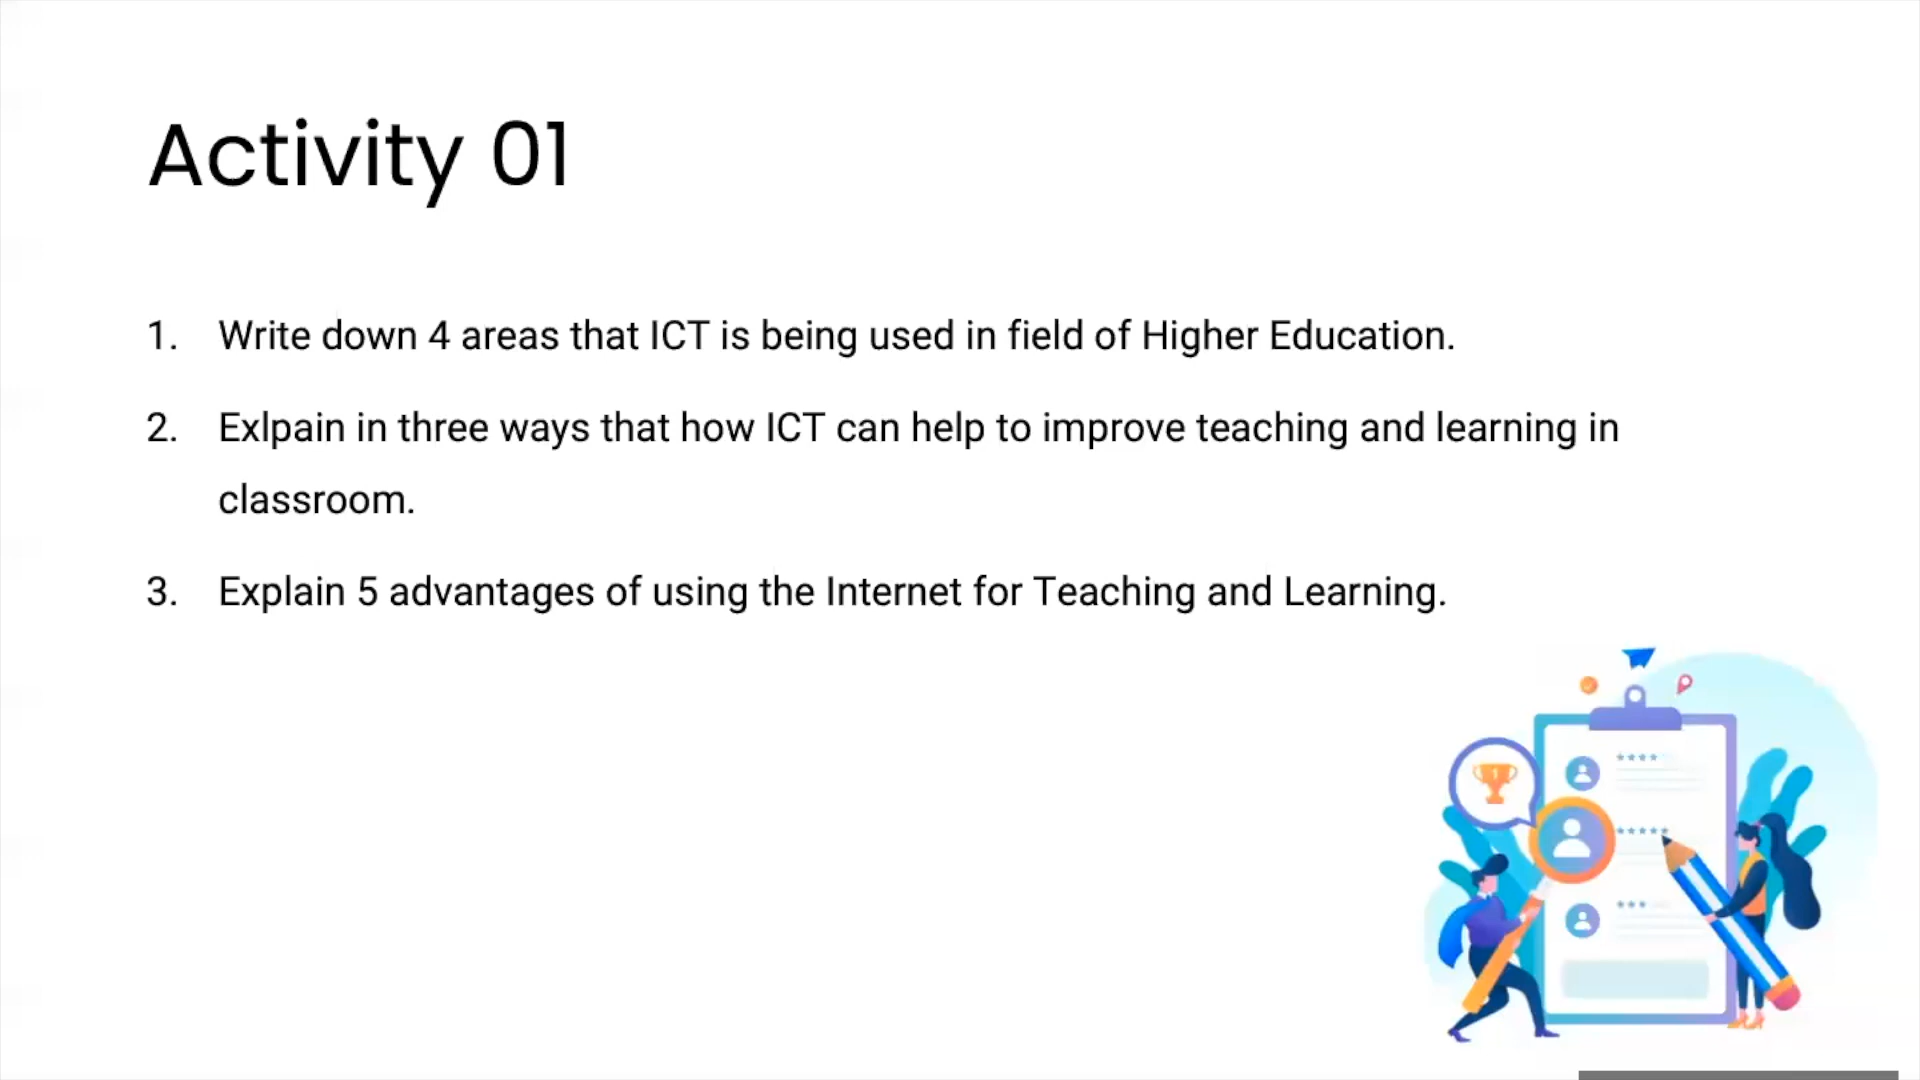 Activity 01
1. Write down 4 areas that ICT is being used in field of Higher Education.
2. Exlpain in three ways that how ICT can help to improve teaching and learning in
classroom.
3. Explain 5 advantages of using the Internet for Teaching and Learning.